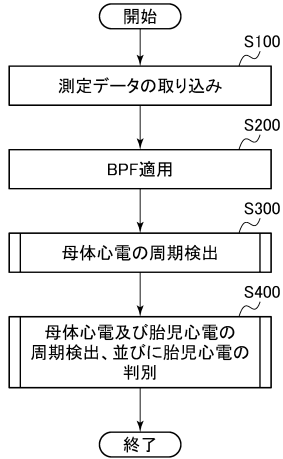 開始
S100
測定データの取り込み
S200
BPF適用
S300
母体心電の周期検出
S400
母体心電及び胎児心電の
周期検出、並びに胎児心電の
判別
終了